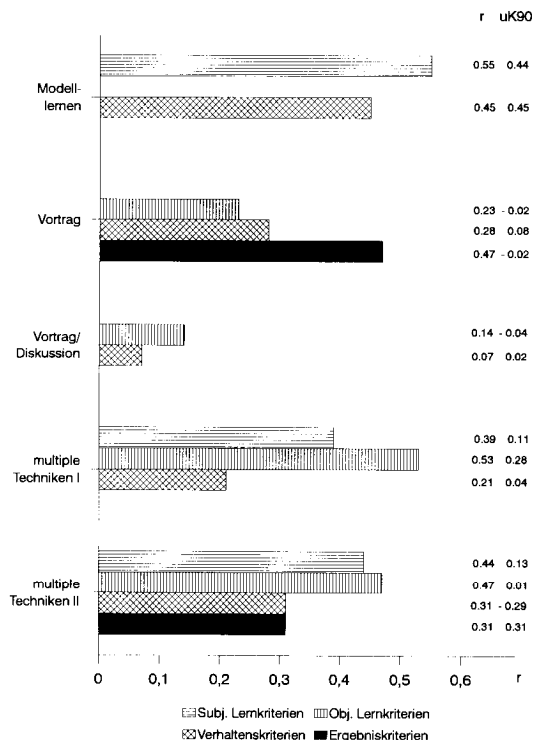 r uK90
0.55 0.44
Modell-
lernen
0.45 0.45
0.23 - 0.02
Vortrag
0.28 0.08
0.47 - 0.02
0.14 - 0.04
Vortrag/
Diskussion
0.07 0.02
0.39 0.11
multiple
Techniken I
0.53 0.28
0.21 0.04
0.44 0.13
multiple
Techniken II
0.47 0.01
0.31 - 0.29
0.31 0.31
0 0,1 0,2 0,3 0,4 0,5 0,6 r
Subj. Lernkriterien Obj. Lernkriterien
Verhaltenskriterien Ergebniskriterien